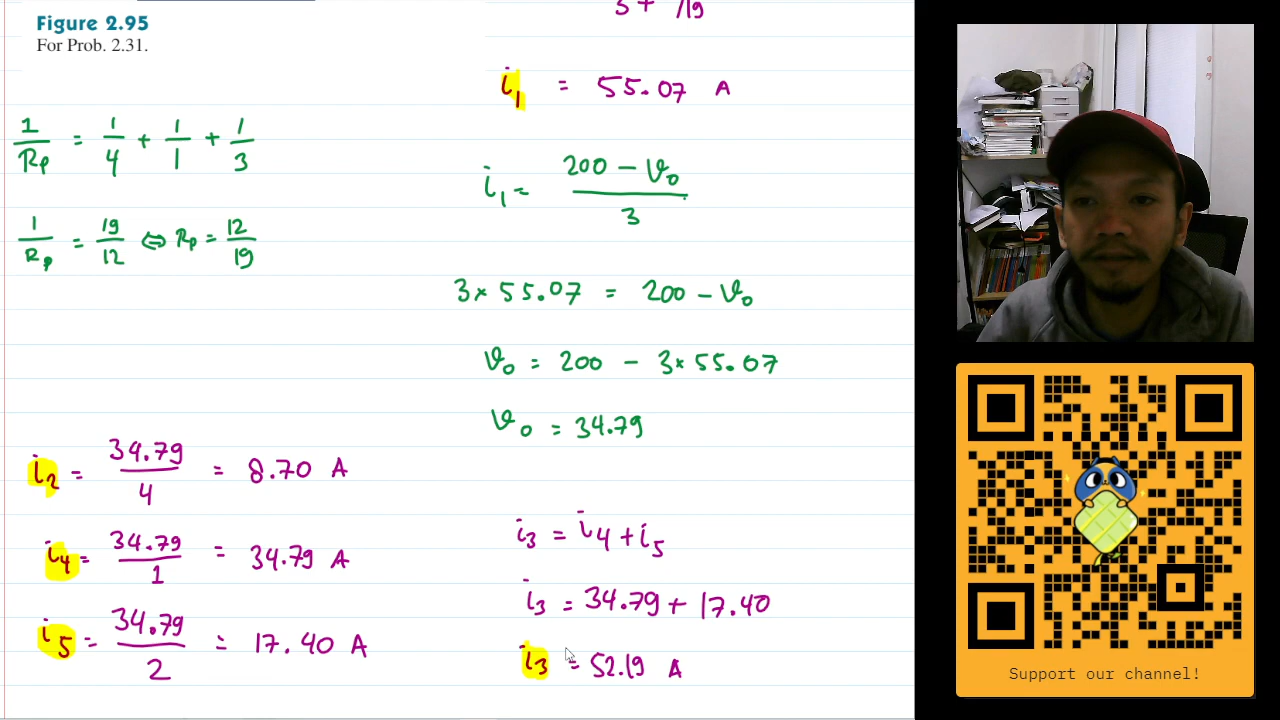 Figure 2.95
For Prob. 2.31.
3 + /19
i₁ = 55.07 A
1/Rp = 1/4 + 1/1 + 1/3
1/Rp = 19/12 ⇔ Rp = 12/19
i₁ = (200 - v₀)/3
3 × 55.07 = 200 - v₀
v₀ = 200 - 3 × 55.07
v₀ = 34.79
i₂ = 34.79/4 = 8.70 A
i₄ = 34.79/1 = 34.79 A
i₅ = 34.79/2 = 17.40 A
i₃ = i₄ + i₅
i₃ = 34.79 + 17.40
i₃ = 52.19 A
Support our channel!